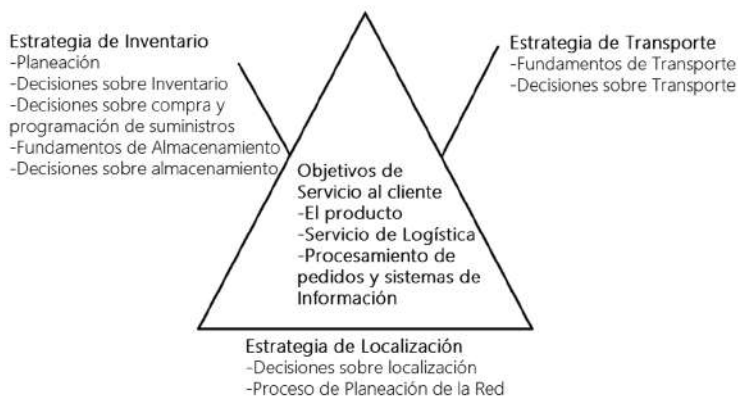 Estrategia de Inventario
-Planeación
-Decisiones sobre Inventario
-Decisiones sobre compra y
programación de suministros
-Fundamentos de Almacenamiento
-Decisiones sobre almacenamiento
Estrategia de Transporte
-Fundamentos de Transporte
-Decisiones sobre Transporte
Objetivos de
Servicio al cliente
-El producto
-Servicio de Logística
-Procesamiento de
pedidos y sistemas de
Información
Estrategia de Localización
-Decisiones sobre localización
-Proceso de Planeación de la Red